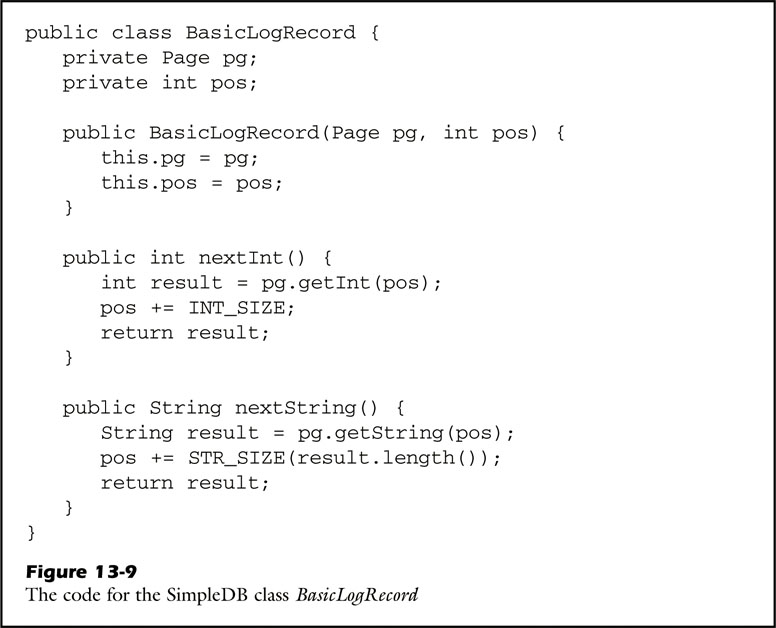 public class BasicLogRecord {
   private Page pg;
   private int pos;

   public BasicLogRecord(Page pg, int pos) {
      this.pg = pg;
      this.pos = pos;
   }

   public int nextInt() {
      int result = pg.getInt(pos);
      pos += INT_SIZE;
      return result;
   }

   public String nextString() {
      String result = pg.getString(pos);
      pos += STR_SIZE(result.length());
      return result;
   }
}
Figure 13-9
The code for the SimpleDB class BasicLogRecord